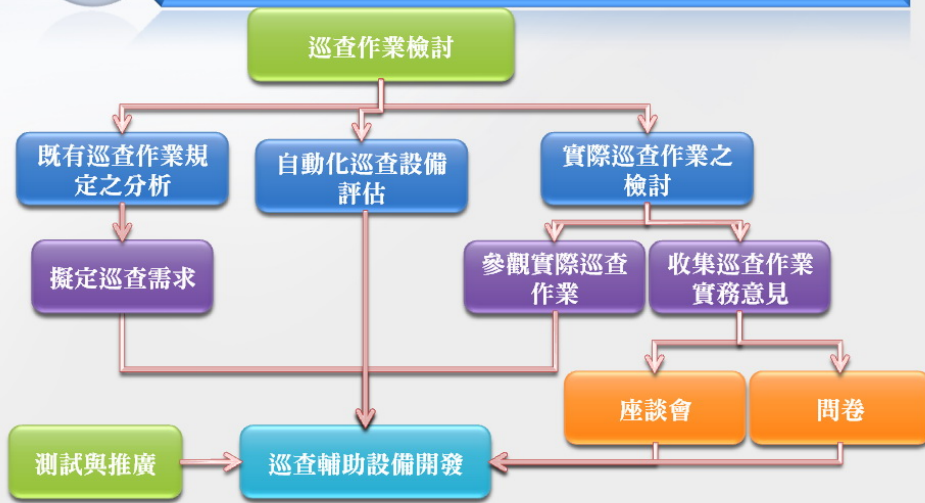 巡查作業檢討
既有巡查作業規
定之分析
自動化巡查設備
評估
實際巡查作業之
檢討
擬定巡查需求
參觀實際巡查
作業
收集巡查作業
實務意見
座談會
問卷
測試與推廣
巡查輔助設備開發